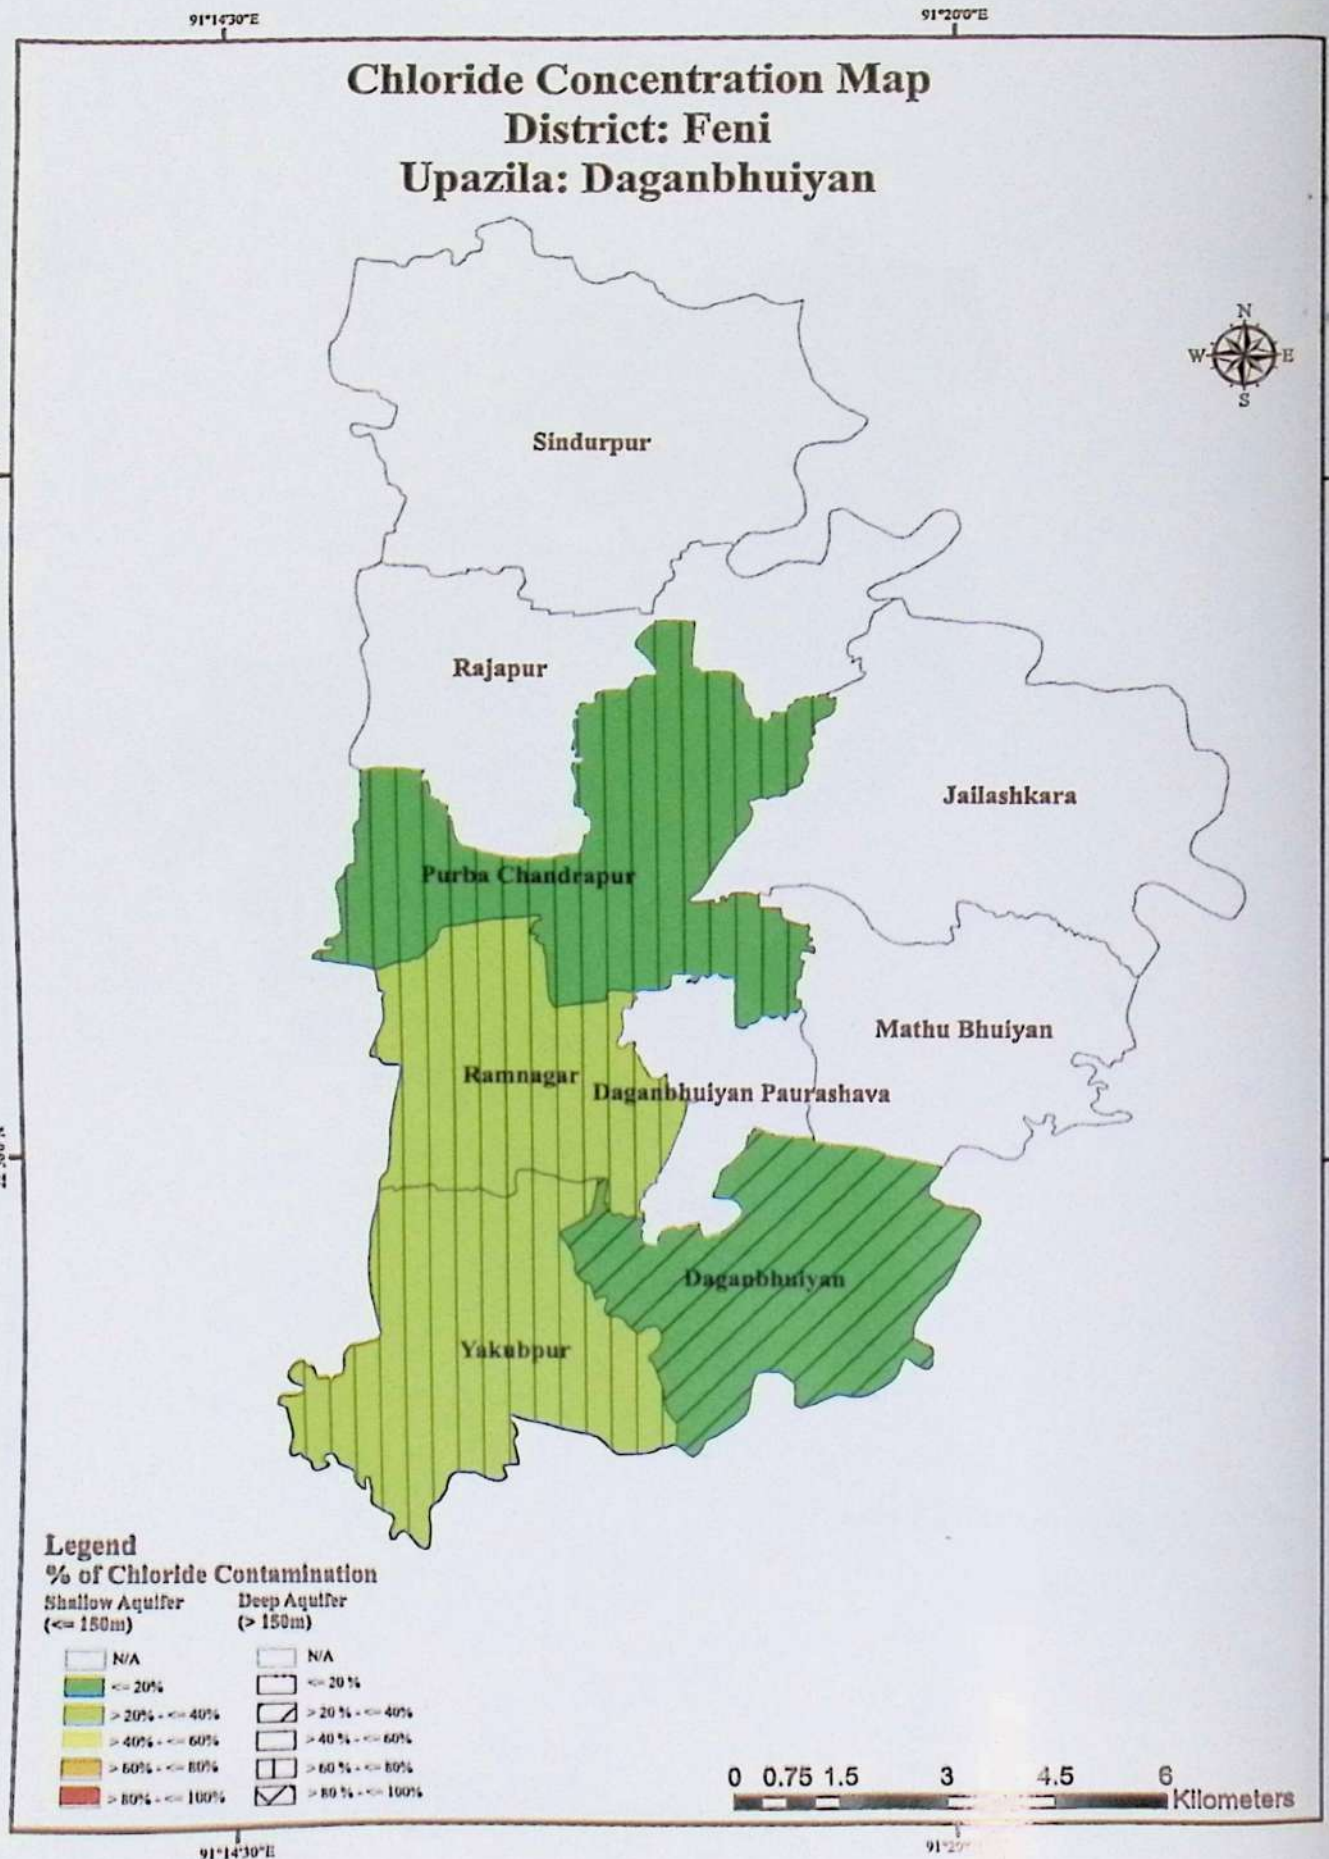 91°14'30"E
91°20'0"E
Chloride Concentration Map
District: Feni
Upazila: Daganbhuiyan
N
W
E
S
Sindurpur
Rajapur
Jailashkara
Purba Chandrapur
Mathu Bhuiyan
Ramnagar
Daganbhuiyan Paurashava
Daganbhuiyan
Yakubpur
Legend
% of Chloride Contamination
Shallow Aquifer
(<= 150m)
Deep Aquifer
(> 150m)
N/A
N/A
<= 20%
<= 20 %
> 20% - <= 40%
> 20 % - <= 40%
> 40% - <= 60%
> 40 % - <= 60%
> 60% - <= 80%
> 60 % - <= 80%
> 80% - <= 100%
> 80 % - <= 100%
0 0.75 1.5 3 4.5 6
Kilometers
91°14'30"E
91°20'